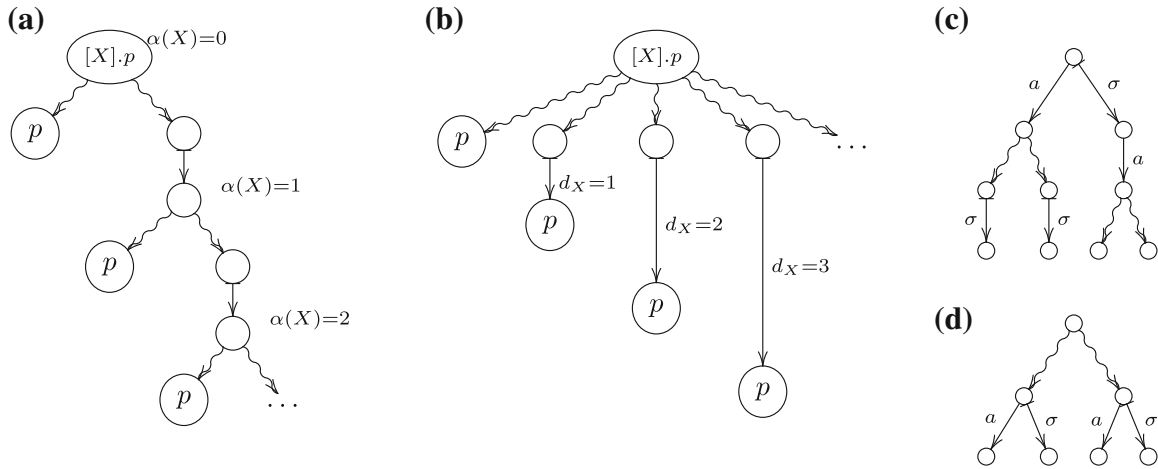 (a)
[X].p
α(X)=0
p
α(X)=1
p
α(X)=2
p
...
(b)
[X].p
p
...
d_X=1
p
d_X=2
p
d_X=3
p
(c)
a
σ
a
σ
σ
(d)
a
σ
a
σ